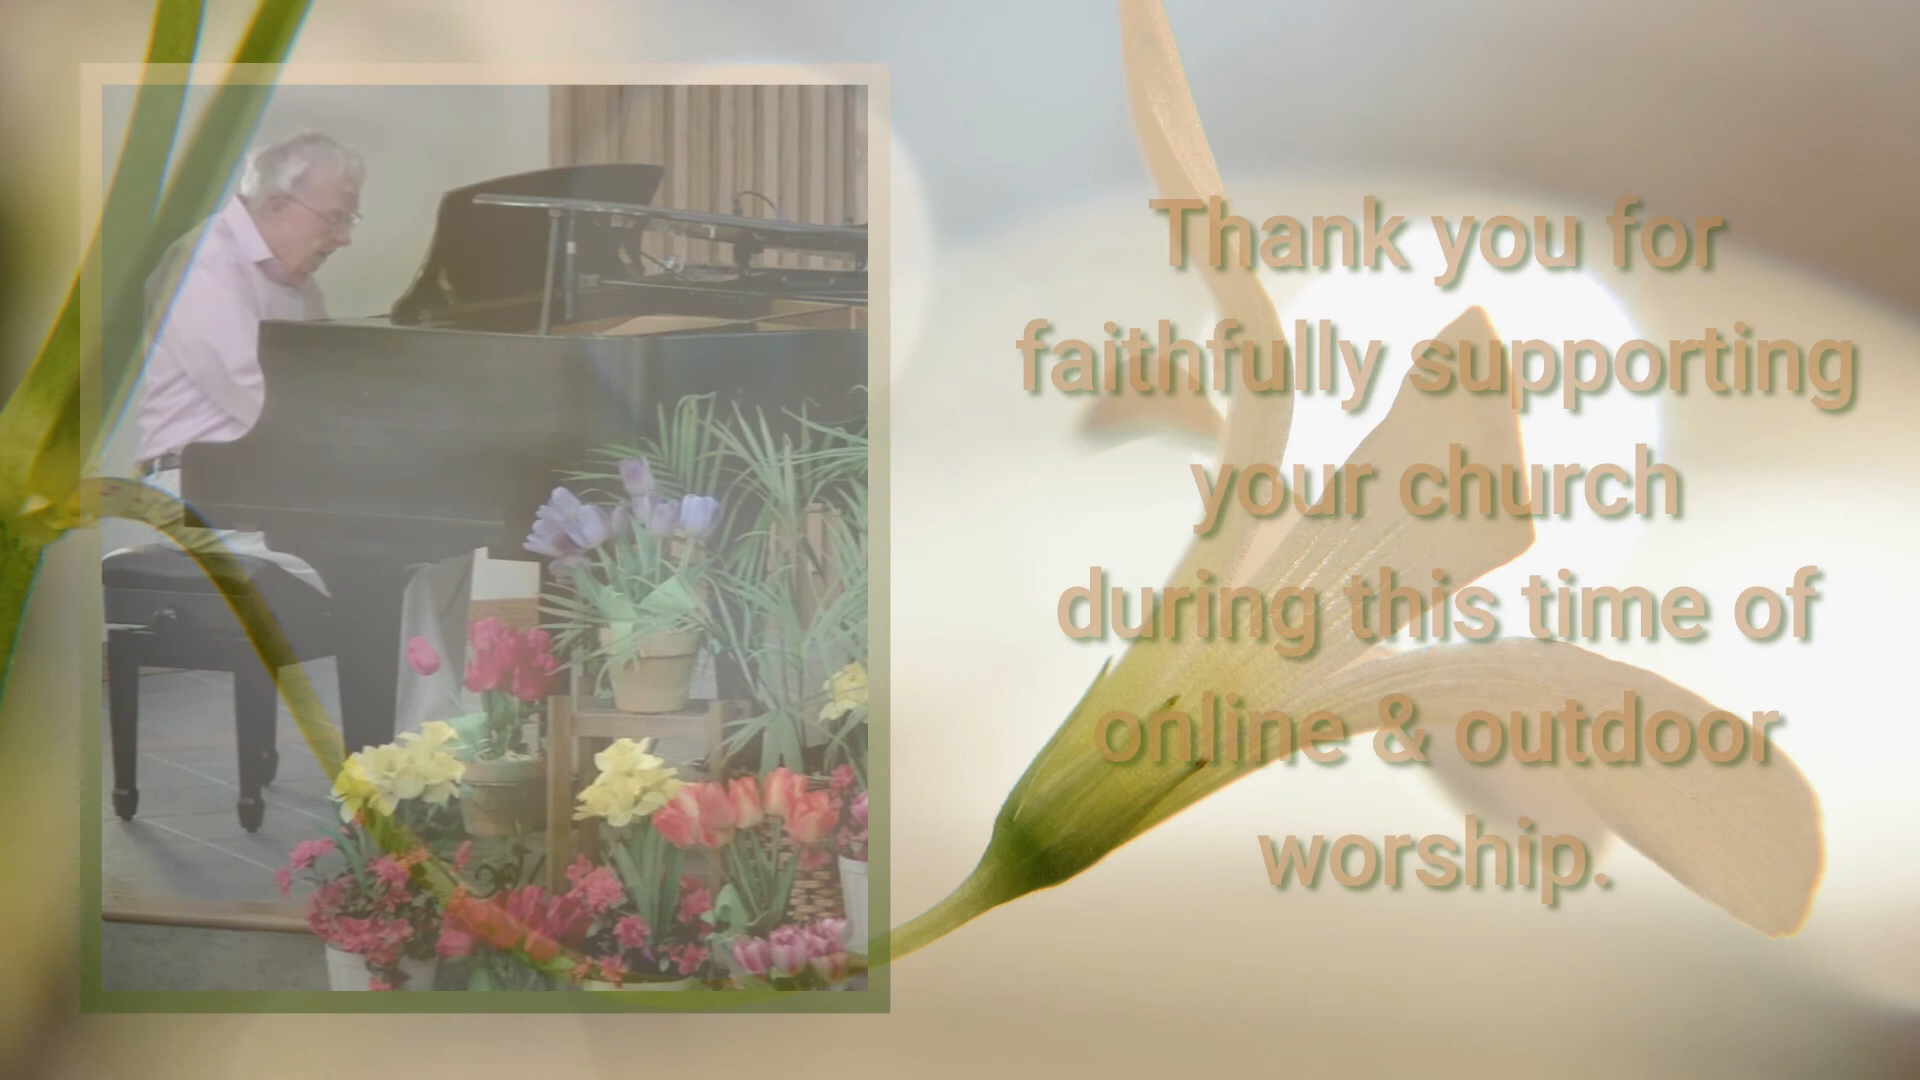 Thank you for
faithfully supporting
your church
during this time of
online & outdoor
worship.